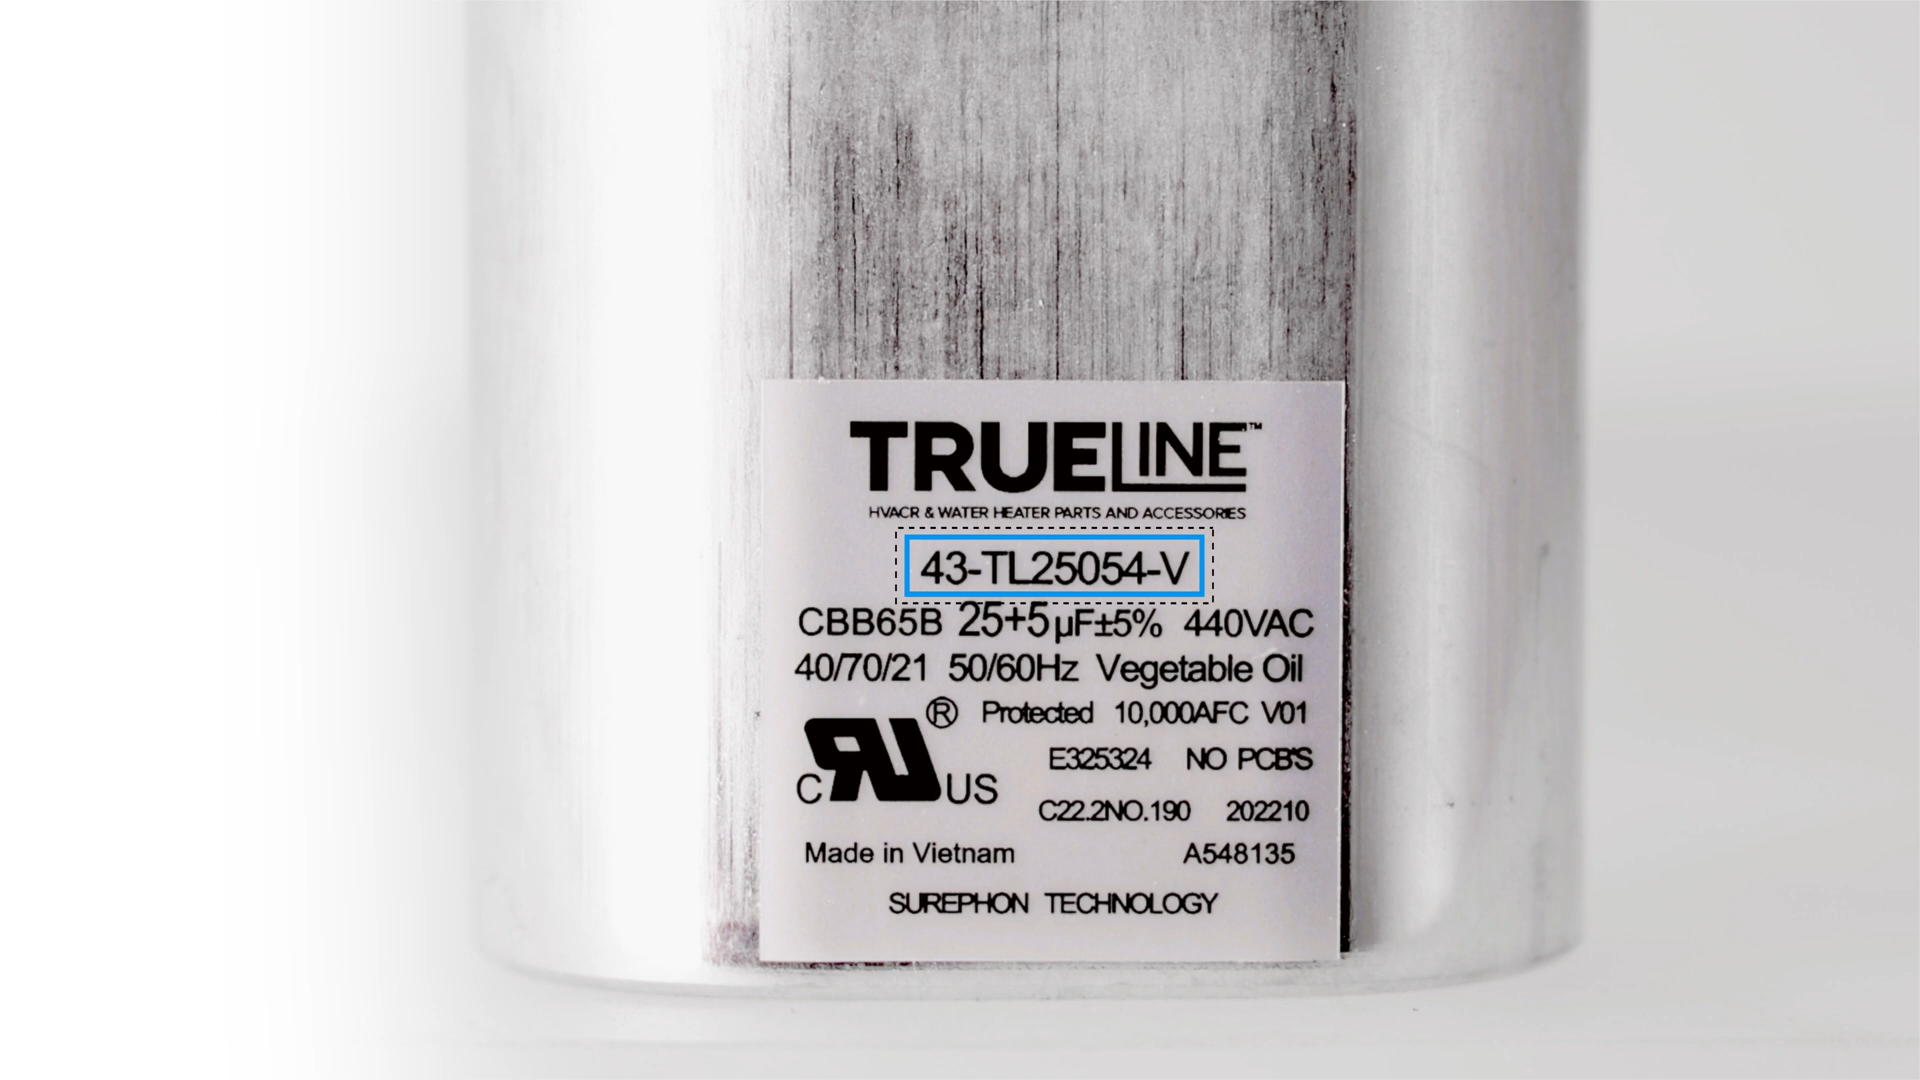 TRUELINE™
HVACR & WATER HEATER PARTS AND ACCESSORIES
43-TL25054-V
CBB65B 25+5µF±5% 440VAC
40/70/21 50/60Hz Vegetable Oil
® Protected 10,000AFC V01
E325324 NO PCB'S
C RU US
C22.2NO.190 202210
Made in Vietnam A548135
SUREPHON TECHNOLOGY